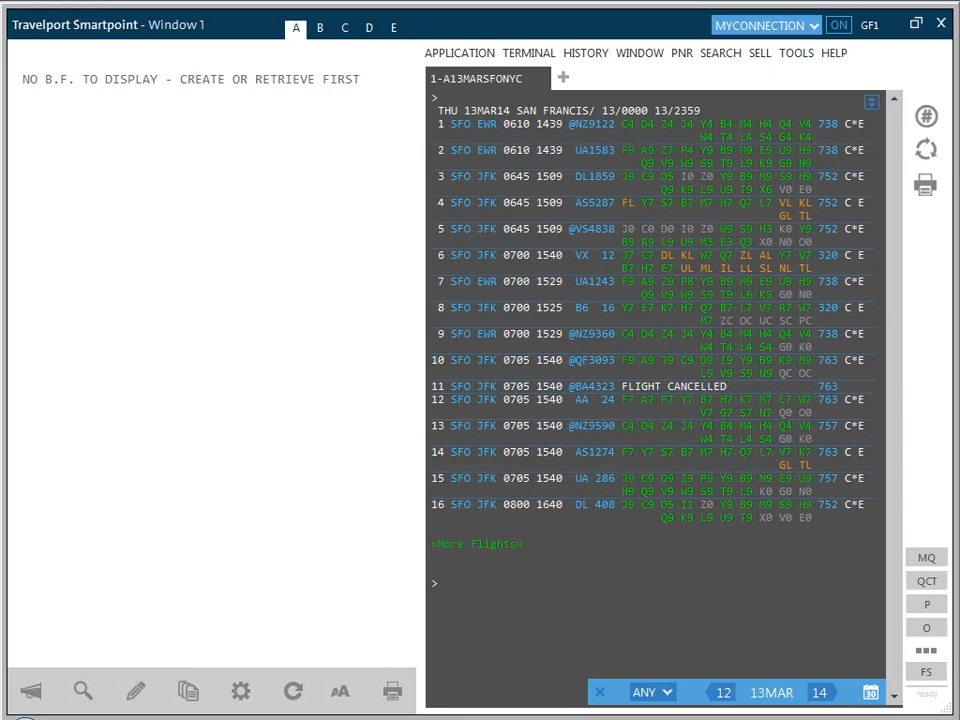 Travelport Smartpoint - Window 1
A B C D E
MYCONNECTION ON GF1
NO B.F. TO DISPLAY - CREATE OR RETRIEVE FIRST
APPLICATION TERMINAL HISTORY WINDOW PNR SEARCH SELL TOOLS HELP
1-A13MARSFONYC
>
THU 13MAR14 SAN FRANCIS/ 13/0000 13/2359
1 SFO EWR 0610 1439 @NZ9122 C4 D4 Z4 J4 Y4 B4 M4 H4 Q4 V4 738 C*E
W4 T4 L4 S4 G4 K4
2 SFO EWR 0610 1439 UA1583 F9 A9 Z7 P4 Y9 B9 M9 E9 U9 H9 738 C*E
Q9 V9 W9 S9 T9 L9 K9 G9 N9
3 SFO JFK 0645 1509 DL1859 J9 C9 D5 I0 Z0 Y9 B9 M9 S9 H9 752 C*E
Q9 K9 L9 U9 T9 X6 V0 E0
4 SFO JFK 0645 1509 AS5287 FL Y7 S7 B7 M7 H7 Q7 L7 VL KL 752 C E
GL TL
5 SFO JFK 0645 1509 @VS4838 J0 C0 D0 I0 Z0 W9 S9 H3 K0 Y9 752 C*E
B9 R9 L9 U9 M3 E3 Q3 X0 N0 O0
6 SFO JFK 0700 1540 VX 12 J7 C7 DL KL W7 Q7 ZL AL Y7 V7 320 C E
B7 H7 E7 UL ML IL LL SL NL TL
7 SFO EWR 0700 1529 UA1243 F9 A9 Z9 P8 Y9 B9 M9 E9 U9 H9 738 C*E
Q9 V9 W9 S9 T9 L6 K5 G0 N0
8 SFO JFK 0700 1525 B6 16 Y7 E7 K7 H7 Q7 B7 L7 V7 R7 W7 320 C*E
M7 ZC OC UC SC PC
9 SFO EWR 0700 1529 @NZ9360 C4 D4 Z4 J4 Y4 B4 M4 H4 Q4 V4 738 C*E
W4 T4 L4 S4 G0 K0
10 SFO JFK 0705 1540 @QF3093 F9 A9 J9 C9 D9 I9 Y9 B9 K9 M9 763 C*E
L9 V9 S9 N9 QC OC
11 SFO JFK 0705 1540 @BA4323 FLIGHT CANCELLED 763
12 SFO JFK 0705 1540 AA 24 F7 A7 P7 Y7 B7 H7 K7 M7 L7 W7 763 C*E
V7 G7 S7 N7 Q0 O0
13 SFO JFK 0705 1540 @NZ9590 C4 D4 Z4 J4 Y4 B4 M4 H4 Q4 V4 757 C*E
W4 T4 L4 S4 G0 K0
14 SFO JFK 0705 1540 AS1274 F7 Y7 S7 B7 M7 H7 Q7 L7 V7 K7 763 C E
GL TL
15 SFO JFK 0705 1540 UA 286 J9 C9 D9 Z9 P9 Y9 B9 M9 E9 U9 757 C*E
H9 Q9 V9 W9 S9 T9 L9 K0 G0 N0
16 SFO JFK 0800 1640 DL 408 J9 C9 D5 I1 Z0 Y9 B9 M9 S9 H9 752 C*E
Q9 K9 L9 U9 T9 X0 V0 E0
«More Flights»
>
MQ
QCT
P
O
FS
ready
aA
ANY 12 13MAR 14 30